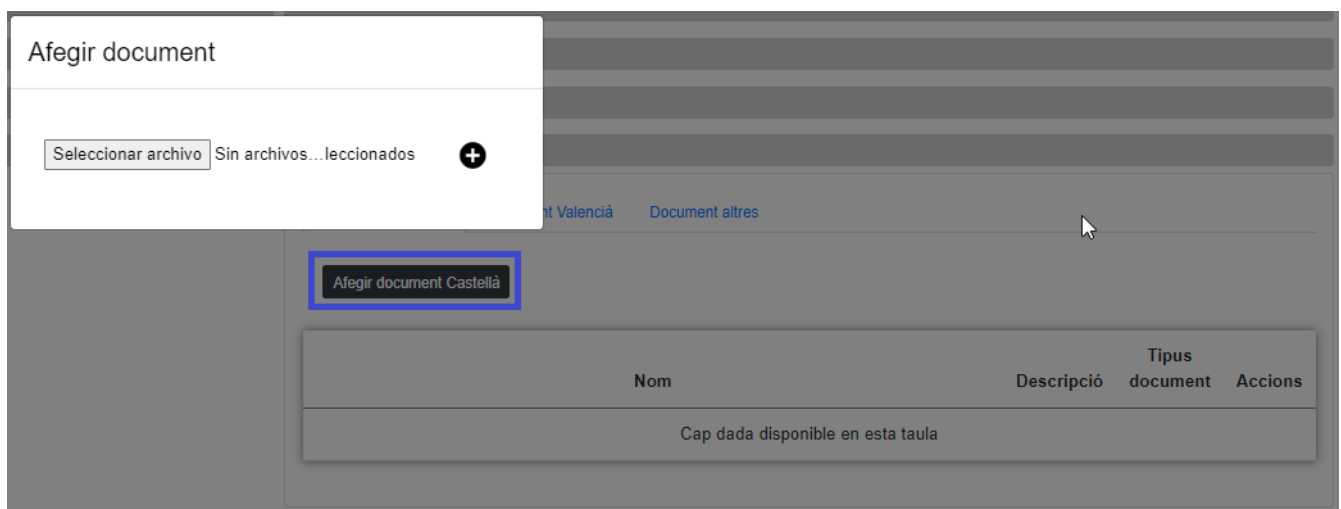 Afegir document
Seleccionar archivo Sin archivos...leccionados
nt Valencià Document altres
Afegir document Castellà
Nom Descripció Tipus document Accions
Cap dada disponible en esta taula